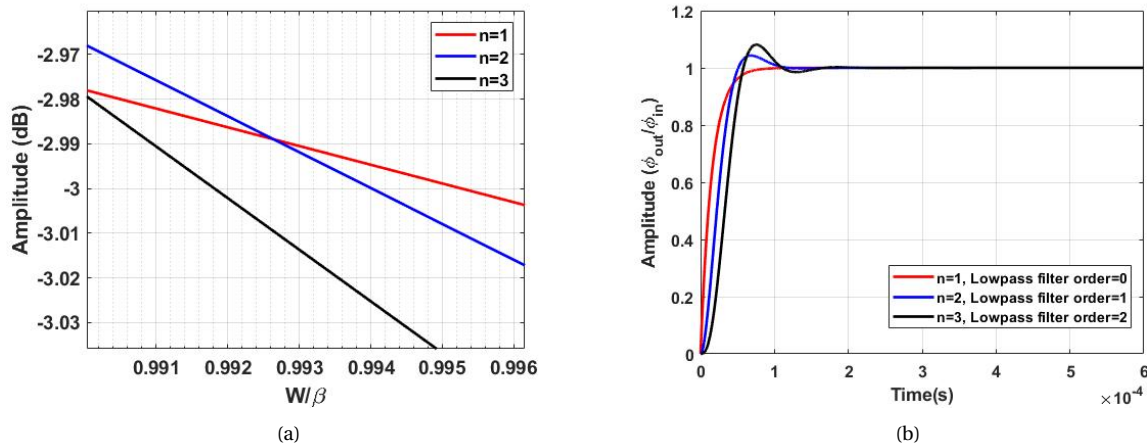 -2.97
-2.98
-2.99
-3
-3.01
-3.02
-3.03
Amplitude (dB)
n=1
n=2
n=3
0.991 0.992 0.993 0.994 0.995 0.996
W/β
(a)
1.2
1
0.8
0.6
0.4
0.2
0
Amplitude (ϕout/ϕin)
n=1, Lowpass filter order=0
n=2, Lowpass filter order=1
n=3, Lowpass filter order=2
0 1 2 3 4 5 6
Time(s)
×10-4
(b)